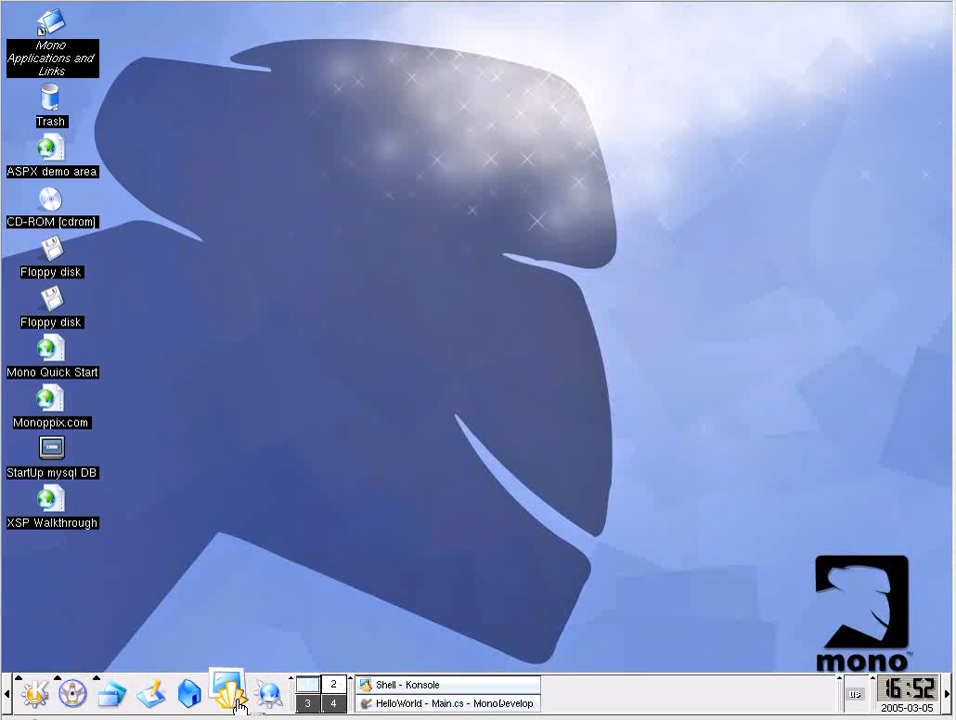 Mono
Applications and
Links
Trash
ASPX demo area
CD-ROM [cdrom]
Floppy disk
Floppy disk
Mono Quick Start
Monoppix.com
StartUp mysql DB
XSP Walkthrough
mono
TM
2
3
4
Shell - Konsole
HelloWorld - Main.cs - MonoDevelop
us
16:52
2005-03-05